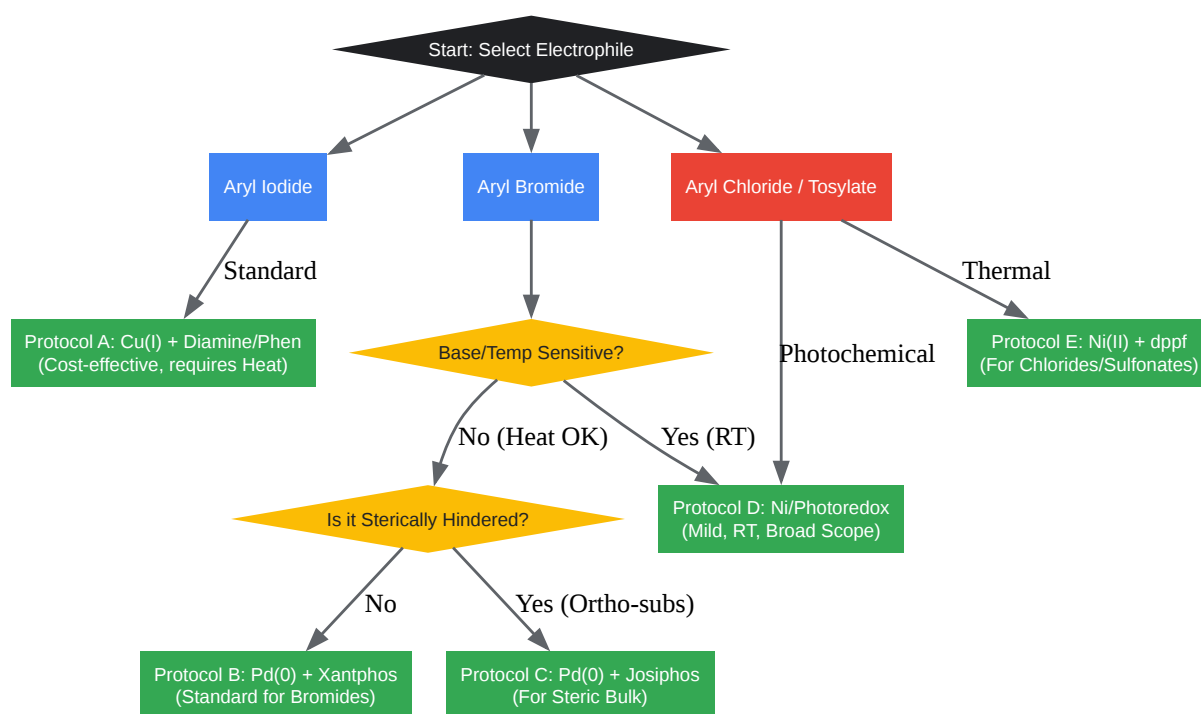 Start: Select Electrophile
Aryl Iodide
Aryl Bromide
Aryl Chloride / Tosylate
Standard
Thermal
Protocol A: Cu(I) + Diamine/Phen
(Cost-effective, requires Heat)
Base/Temp Sensitive?
Photochemical
Protocol E: Ni(II) + dppf
(For Chlorides/Sulfonates)
No (Heat OK)
Yes (RT)
Is it Sterically Hindered?
Protocol D: Ni/Photoredox
(Mild, RT, Broad Scope)
No
Yes (Ortho-subs)
Protocol B: Pd(0) + Xantphos
(Standard for Bromides)
Protocol C: Pd(0) + Josiphos
(For Steric Bulk)